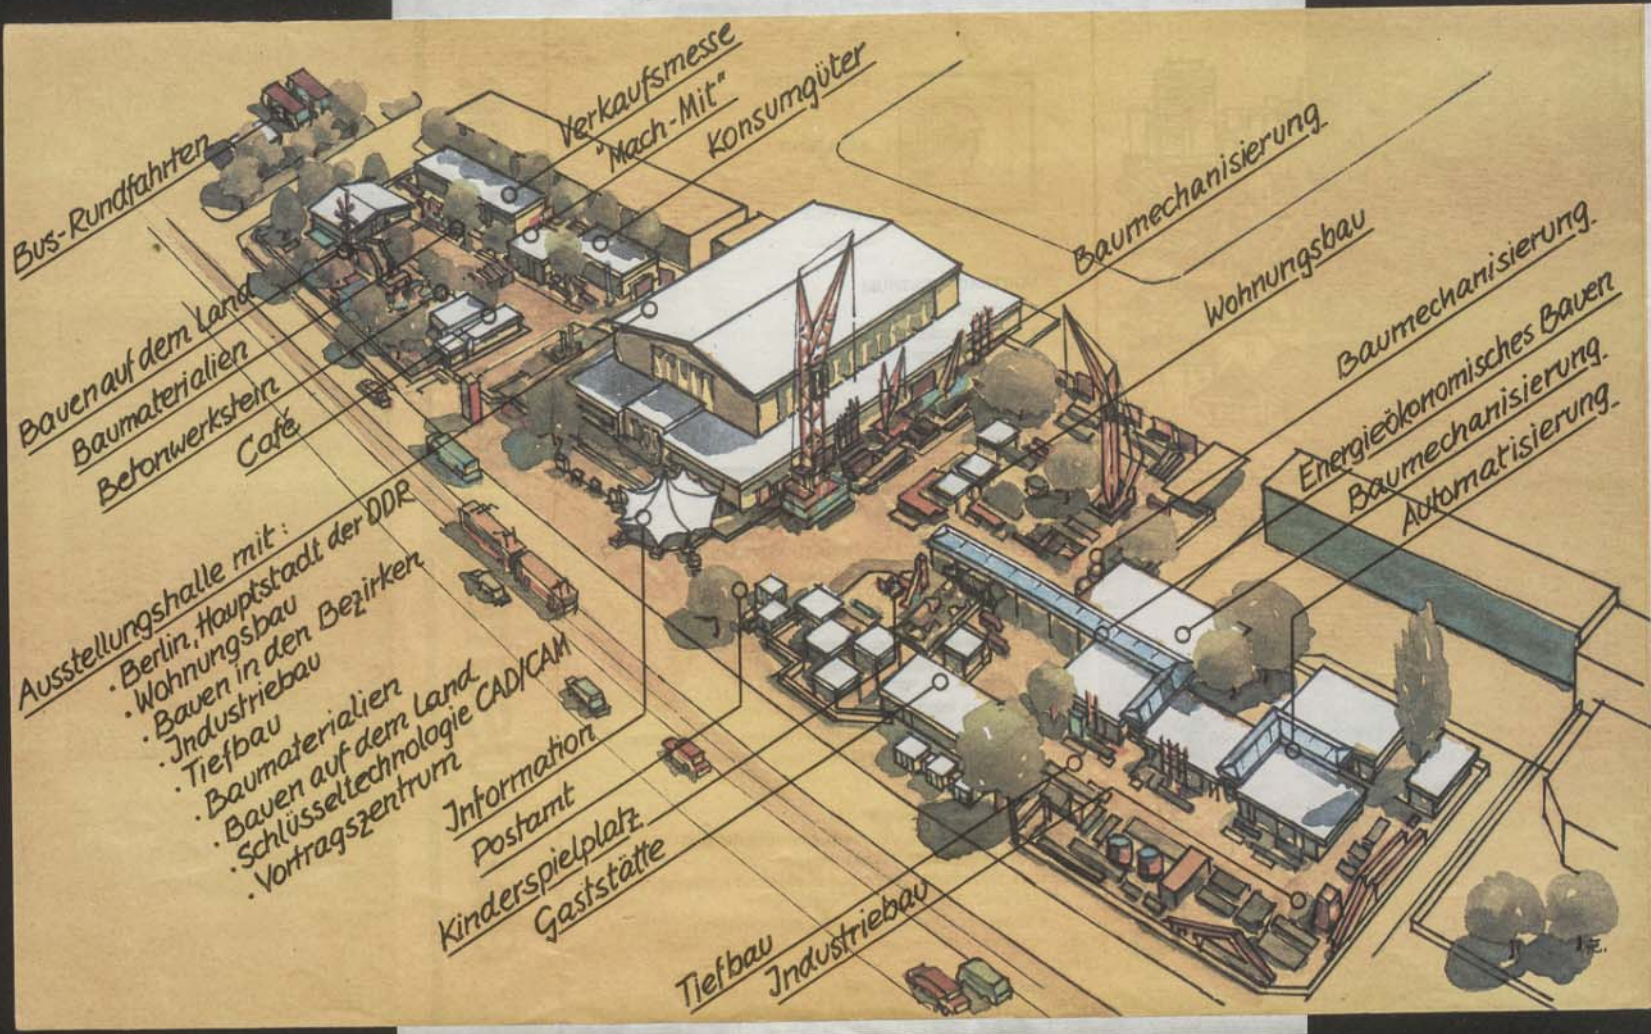 Bus-Rundfahrten
Verkaufsmesse
"Mach-Mit"
Konsumgüter
Baumechanisierung
Wohnungsbau
Baumechanisierung
Energieökonomisches Bauen
Baumechanisierung
Automatisierung
Bauen auf dem Land
Baumaterialien
Betonwerkstein
Café
Ausstellungshalle mit:
· Berlin, Hauptstadt der DDR
· Wohnungsbau
· Bauen in den Bezirken
· Industriebau
· Tiefbau
· Baumaterialien
· Bauen auf dem Land
· Schlüsseltechnologie CAD/CAM
· Vortragszentrum
Information
Postamt
Kinderspielplatz
Gaststätte
Tiefbau
Industriebau